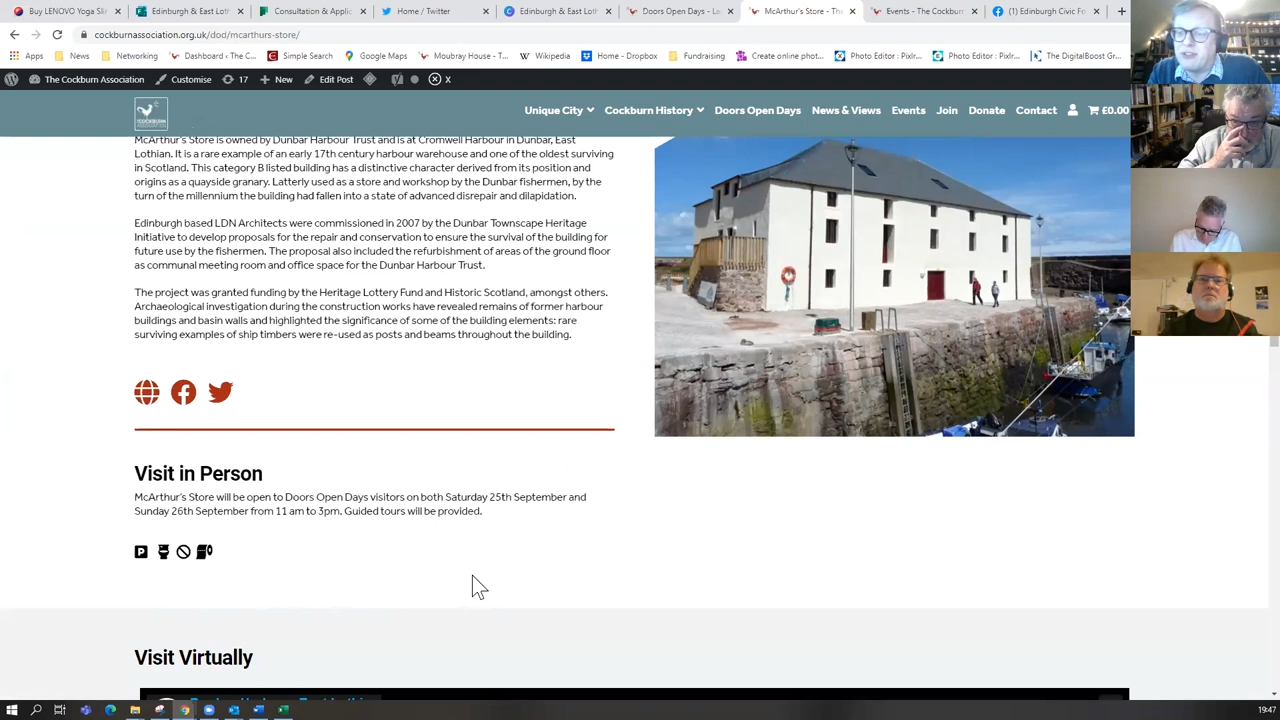 Buy LENOVO Yoga Sli
Edinburgh & East Loth
Consultation & Applic
Home / Twitter
Edinburgh & East Lot
Doors Open Days - La
McArthur's Store - The
Events - The Cockburn
(1) Edinburgh Civic Fo
cockburnassociation.org.uk/dod/mcarthurs-store/
Apps
News
Networking
Dashboard ‹ The C...
Simple Search
Google Maps
Moubray House - T...
Wikipedia
Home - Dropbox
Fundraising
Create online phot...
Photo Editor : Pixlr...
Photo Editor : Pixlr...
The DigitalBoost Gr...
The Cockburn Association
Customise
17
New
Edit Post
X
Unique City
Cockburn History
Doors Open Days
News & Views
Events
Join
Donate
Contact
£0.00
McArthur's Store is owned by Dunbar Harbour Trust and is at Cromwell Harbour in Dunbar, East
Lothian. It is a rare example of an early 17th century harbour warehouse and one of the oldest surviving
in Scotland. This category B listed building has a distinctive character derived from its position and
origins as a quayside granary. Latterly used as a store and workshop by the Dunbar fishermen, by the
turn of the millennium the building had fallen into a state of advanced disrepair and dilapidation.
Edinburgh based LDN Architects were commissioned in 2007 by the Dunbar Townscape Heritage
Initiative to develop proposals for the repair and conservation to ensure the survival of the building for
future use by the fishermen. The proposal also included the refurbishment of areas of the ground floor
as communal meeting room and office space for the Dunbar Harbour Trust.
The project was granted funding by the Heritage Lottery Fund and Historic Scotland, amongst others.
Archaeological investigation during the construction works have revealed remains of former harbour
buildings and basin walls and highlighted the significance of some of the building elements: rare
surviving examples of ship timbers were re-used as posts and beams throughout the building.
Visit in Person
McArthur's Store will be open to Doors Open Days visitors on both Saturday 25th September and
Sunday 26th September from 11 am to 3pm. Guided tours will be provided.
P
Visit Virtually
19:47